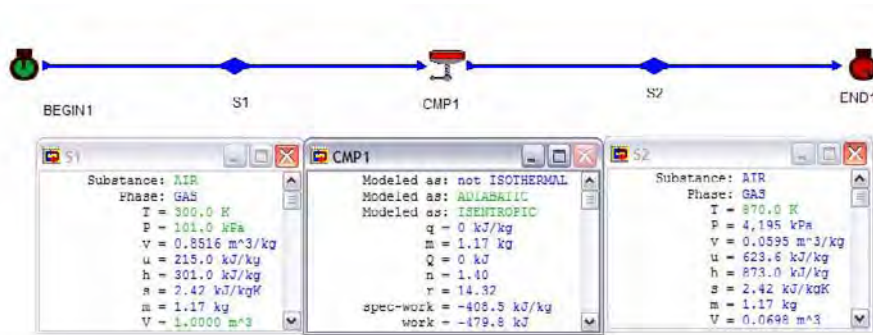 BEGIN1
S1
CMP1
S2
END1
S1
Substance: AIR
Phase: GAS
T = 300.0 K
P = 101.0 kPa
v = 0.8516 m^3/kg
u = 215.0 kJ/kg
h = 301.0 kJ/kg
s = 2.42 kJ/kgK
m = 1.17 kg
V = 1.0000 m^3
CMP1
Modeled as: not ISOTHERMAL
Modeled as: ADIABATIC
Modeled as: ISENTROPIC
q = 0 kJ/kg
m = 1.17 kg
Q = 0 kJ
n = 1.40
r = 14.32
spec-work = -408.5 kJ/kg
work = -479.8 kJ
S2
Substance: AIR
Phase: GAS
T = 870.0 K
P = 4,195 kPa
v = 0.0595 m^3/kg
u = 623.6 kJ/kg
h = 873.0 kJ/kg
s = 2.42 kJ/kgK
m = 1.17 kg
V = 0.0698 m^3